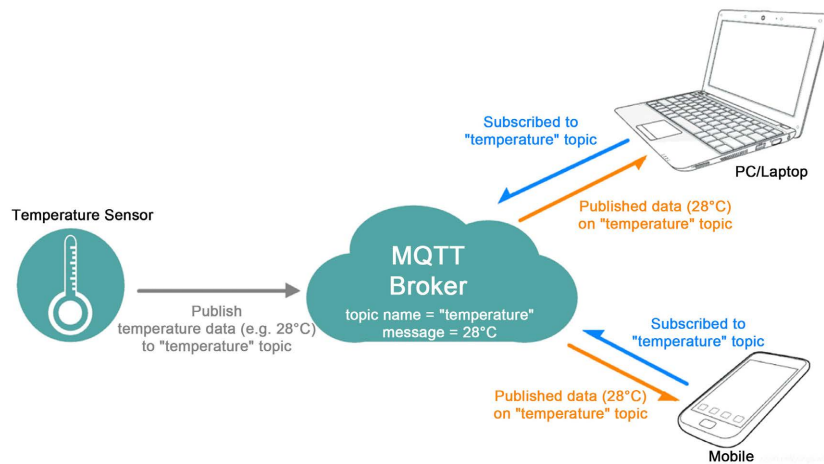 Subscribed to
"temperature" topic
PC/Laptop
Published data (28°C)
on "temperature" topic
Temperature Sensor
MQTT
Broker
topic name = "temperature"
message = 28°C
Publish
temperature data (e.g. 28°C)
to "temperature" topic
Subscribed to
"temperature" topic
Published data (28°C)
on "temperature" topic
Mobile